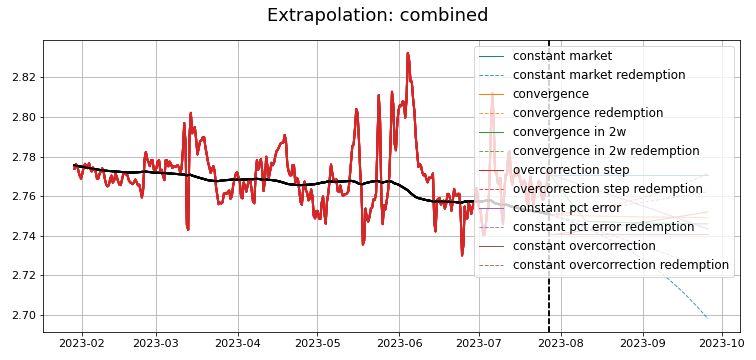 Extrapolation: combined
constant market
constant market redemption
convergence
convergence redemption
convergence in 2w
convergence in 2w redemption
overcorrection step
overcorrection step redemption
constant pct error
constant pct error redemption
constant overcorrection
constant overcorrection redemption
2.82
2.80
2.78
2.76
2.74
2.72
2.70
2023-02 2023-03 2023-04 2023-05 2023-06 2023-07 2023-08 2023-09 2023-10